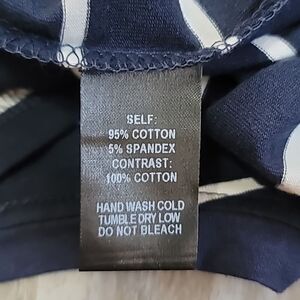 SELF:
95% COTTON
5% SPANDEX
CONTRAST:
100% COTTON
HAND WASH COLD
TUMBLE DRY LOW
DO NOT BLEACH